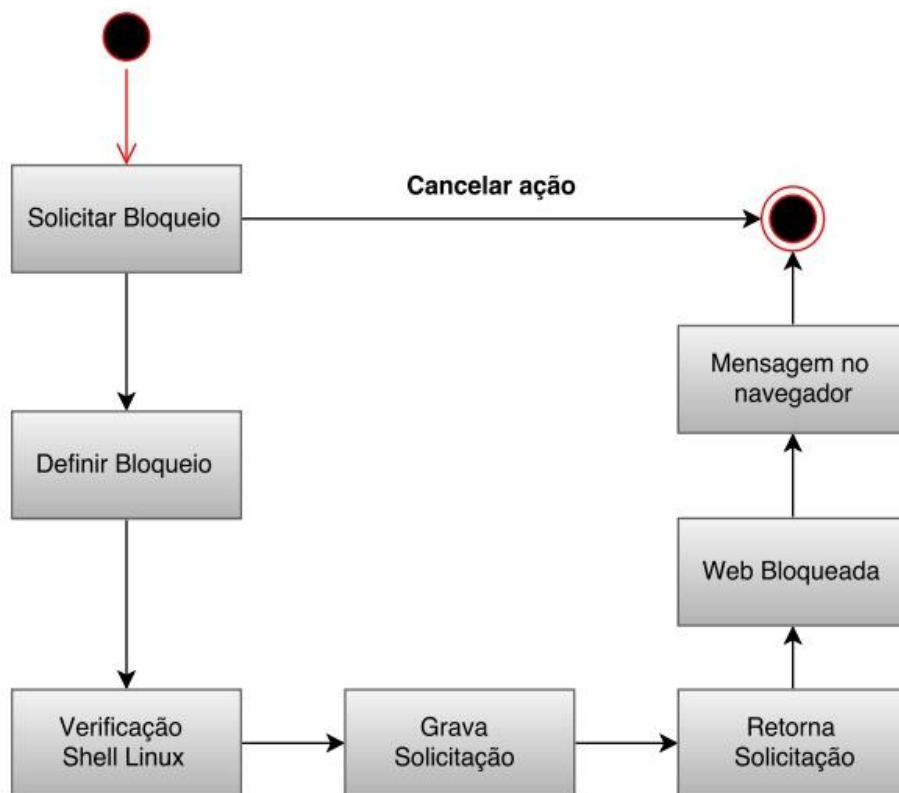 Solicitar Bloqueio
Cancelar ação
Definir Bloqueio
Verificação
Shell Linux
Grava
Solicitação
Retorna
Solicitação
Web Bloqueada
Mensagem no
navegador